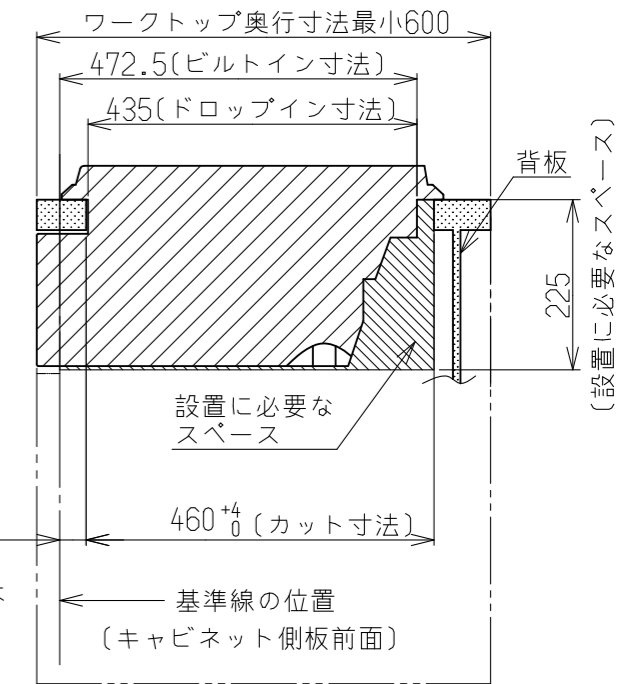 ワークトップ奥行寸法最小600
472.5(ビルトイン寸法)
435(ドロップイン寸法)
背板
225
(設置に必要なスペース)
設置に必要な
スペース
460 +4 0 (カット寸法)
基準線の位置
(キャビネット側板前面)